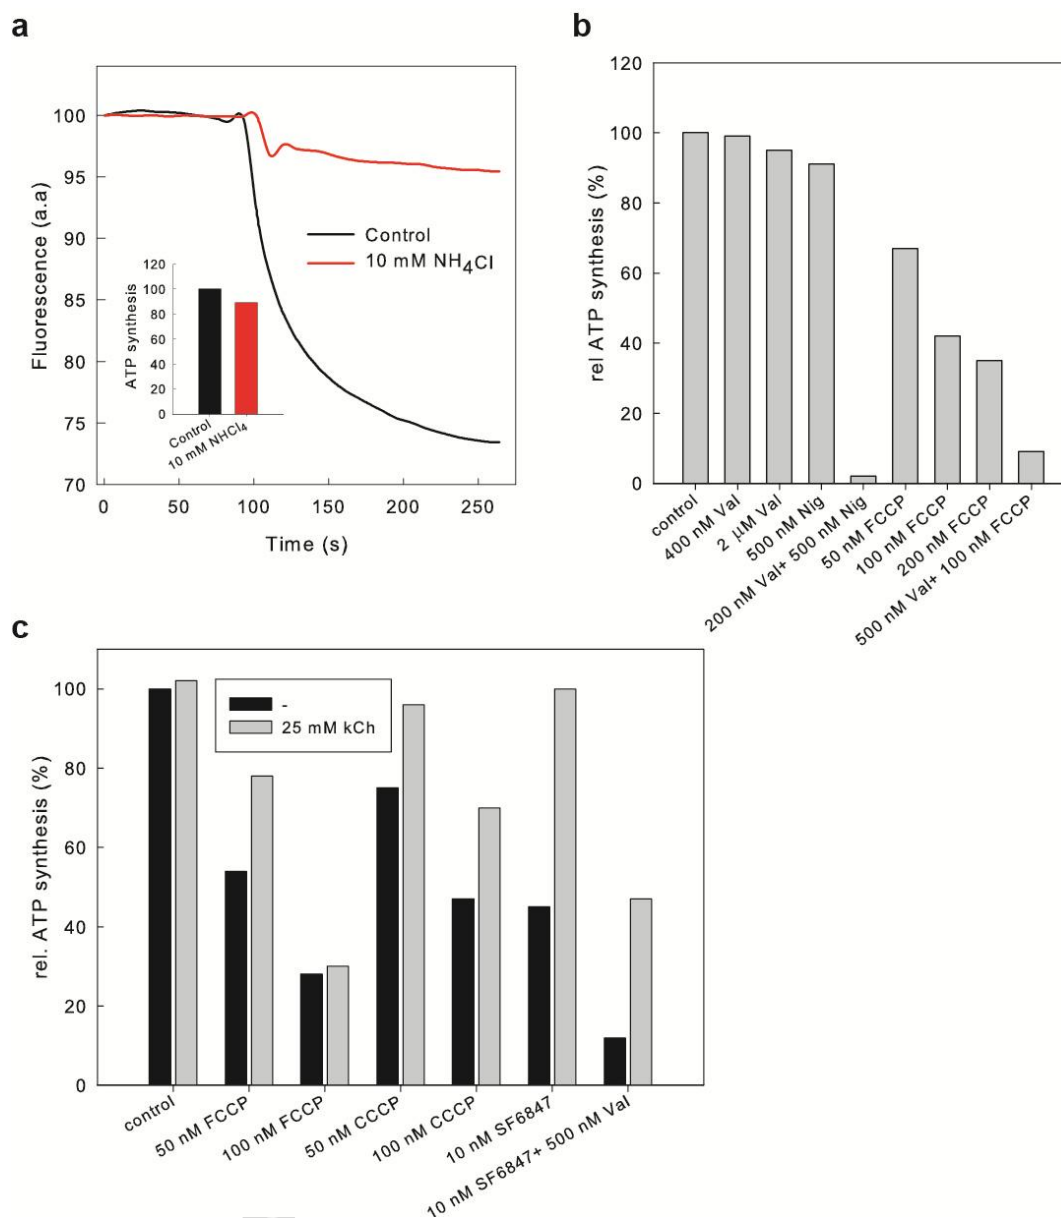 a
Fluorescence (a.a)
100
95
90
85
80
75
70
0
50
100
150
200
250
Time (s)
Control
10 mM NH4Cl
ATP synthesis
120
100
80
60
40
20
0
Control
10 mM NHCl4
b
rel ATP synthesis (%)
120
100
80
60
40
20
0
control
400 nM Val
2 μM Val
500 nM Nig
200 nM Val+ 500 nM Nig
50 nM FCCP
100 nM FCCP
200 nM FCCP
500 nM Val+ 100 nM FCCP
c
rel. ATP synthesis (%)
100
80
60
40
20
0
-
25 mM kCh
control
50 nM FCCP
100 nM FCCP
50 nM CCCP
100 nM CCCP
10 nM SF6847
10 nM SF6847+ 500 nM Val